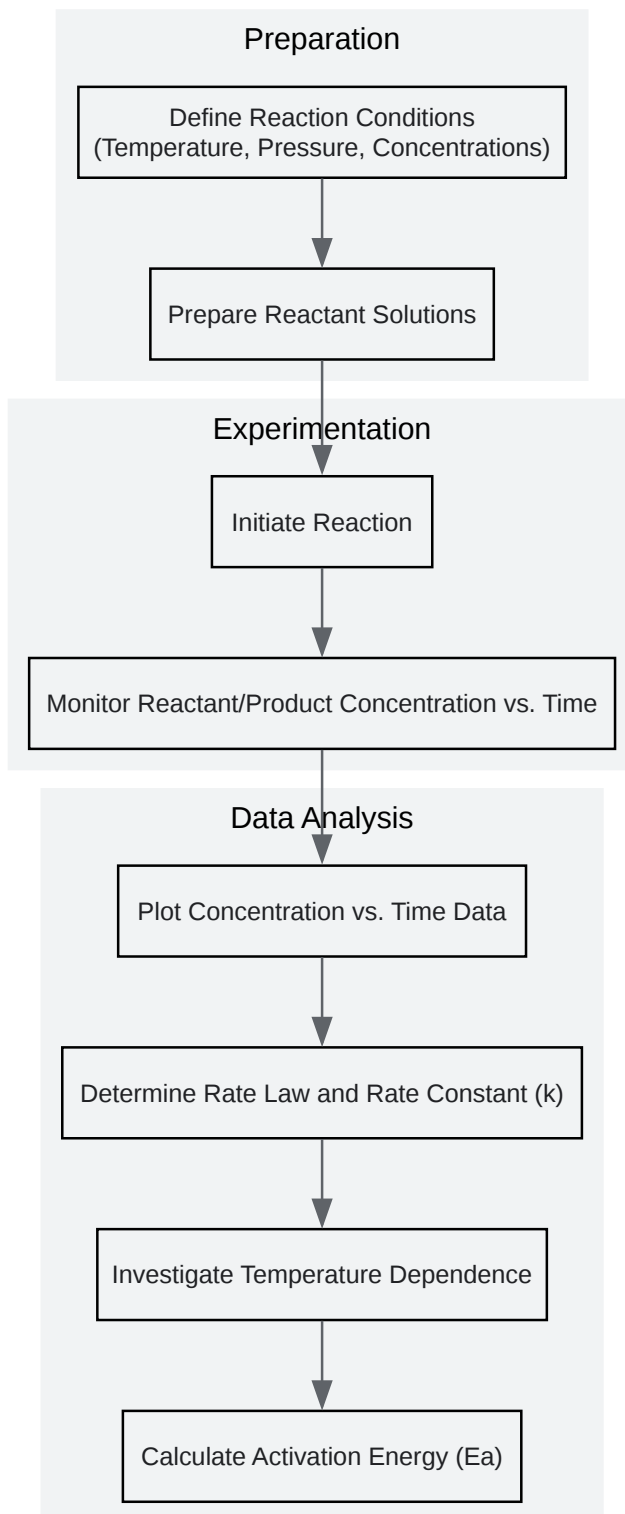 Preparation
Define Reaction Conditions
(Temperature, Pressure, Concentrations)
Prepare Reactant Solutions
Experimentation
Initiate Reaction
Monitor Reactant/Product Concentration vs. Time
Data Analysis
Plot Concentration vs. Time Data
Determine Rate Law and Rate Constant (k)
Investigate Temperature Dependence
Calculate Activation Energy (Ea)